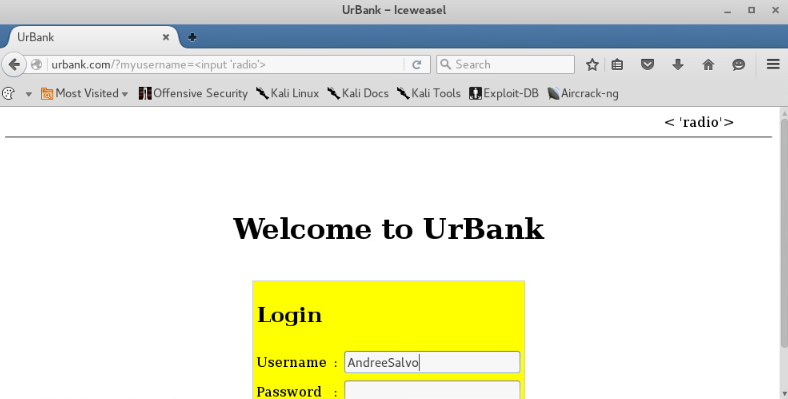 UrBank – Iceweasel
UrBank
urbank.com/?myusername=<input 'radio'>
Search
Most Visited
Offensive Security
Kali Linux
Kali Docs
Kali Tools
Exploit-DB
Aircrack-ng
< 'radio'>
Welcome to UrBank
Login
Username :
AndreeSalvo
Password :